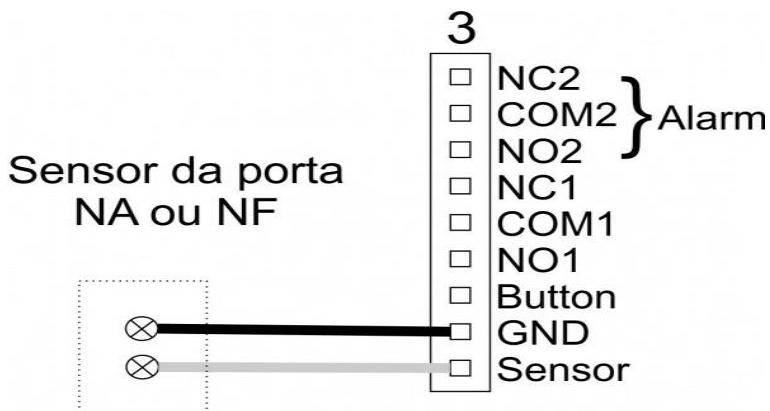 3
NC2
COM2
NO2
Alarm
NC1
COM1
NO1
Button
GND
Sensor
Sensor da porta
NA ou NF